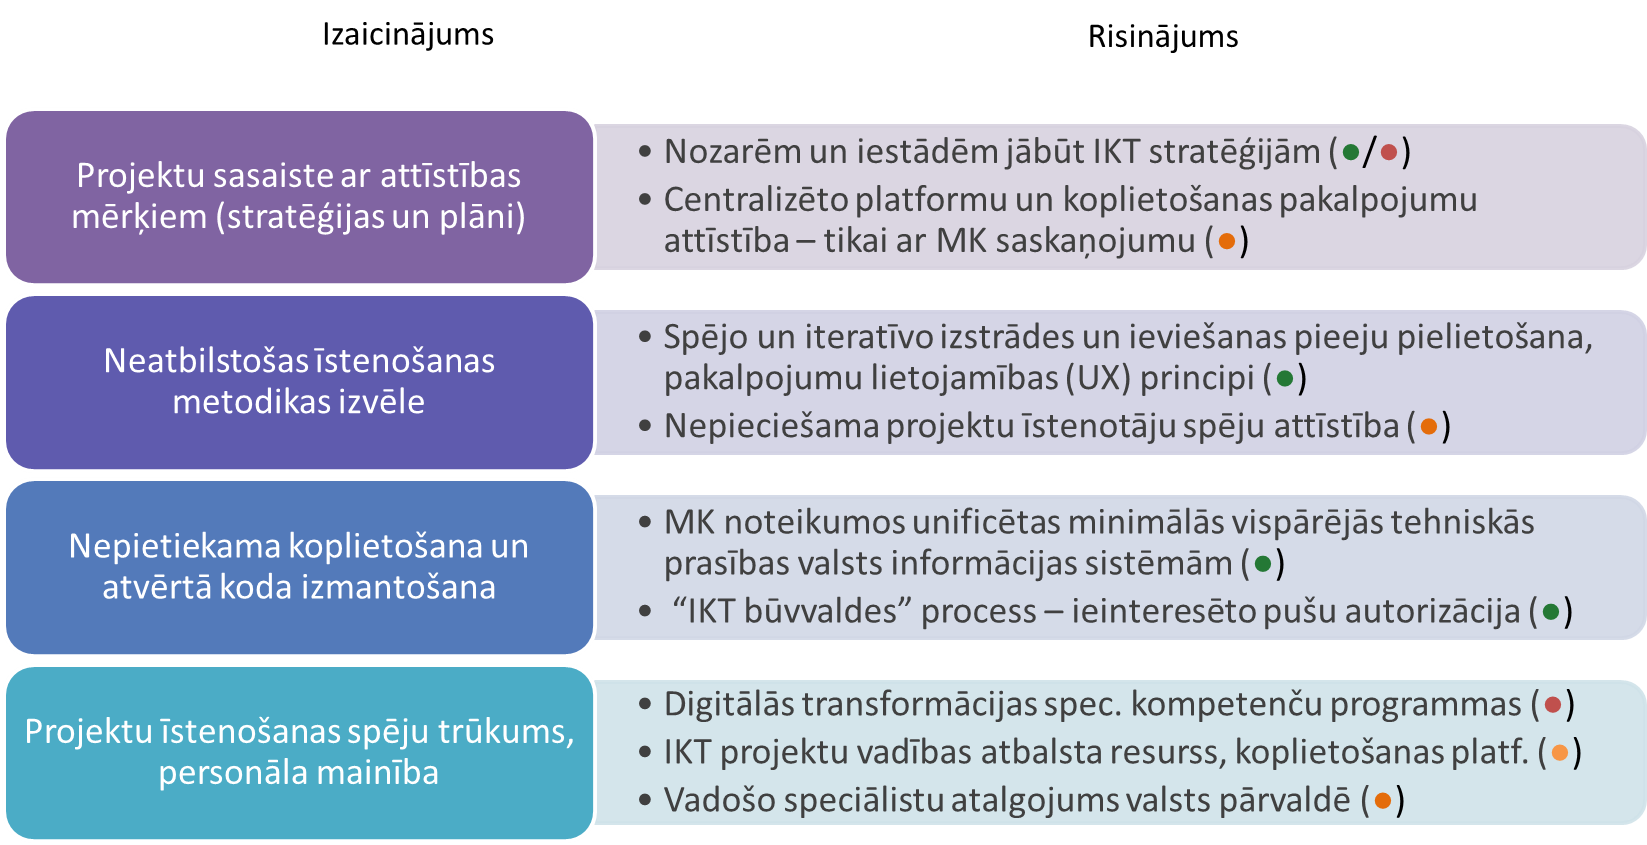 Izaicinājums
Risinājums
Projektu sasaiste ar attīstības
mērķiem (stratēģijas un plāni)
• Nozarēm un iestādēm jābūt IKT stratēģijām (●/●)
• Centralizēto platformu un koplietošanas pakalpojumu
attīstība – tikai ar MK saskaņojumu (●)
Neatbilstošas īstenošanas
metodikas izvēle
• Spējo un iteratīvo izstrādes un ieviešanas pieeju pielietošana,
pakalpojumu lietojamības (UX) principi (●)
• Nepieciešama projektu īstenotāju spēju attīstība (●)
Nepietiekama koplietošana un
atvērtā koda izmantošana
• MK noteikumos unificētas minimālās vispārējās tehniskās
prasības valsts informācijas sistēmām (●)
• “IKT būvvaldes” process – ieinteresēto pušu autorizācija (●)
Projektu īstenošanas spēju trūkums,
personāla mainība
• Digitālās transformācijas spec. kompetenču programmas (●)
• IKT projektu vadības atbalsta resurss, koplietošanas platf. (●)
• Vadošo speciālistu atalgojums valsts pārvaldē (●)